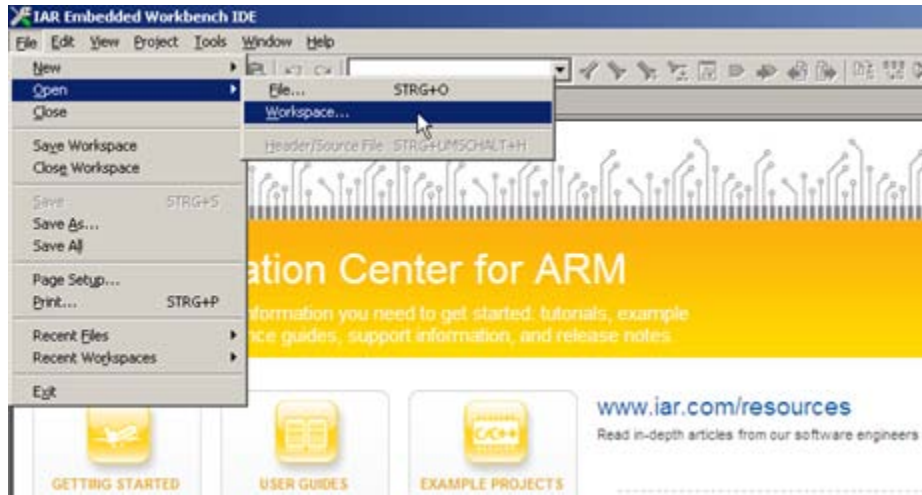 IAR Embedded Workbench IDE
File Edit View Project Tools Window Help
New
Open
Close
Save Workspace
Close Workspace
Save STRG+S
Save As...
Save All
Page Setup...
Print... STRG+P
Recent Files
Recent Workspaces
Exit
File... STRG+O
Workspace...
Header/Source File STRG+UMSCHALT+H
ation Center for ARM
nformation you need to get started: tutorials, example
nce guides, support information, and release notes.
GETTING STARTED
USER GUIDES
C/C++
EXAMPLE PROJECTS
www.iar.com/resources
Read in-depth articles from our software engineers